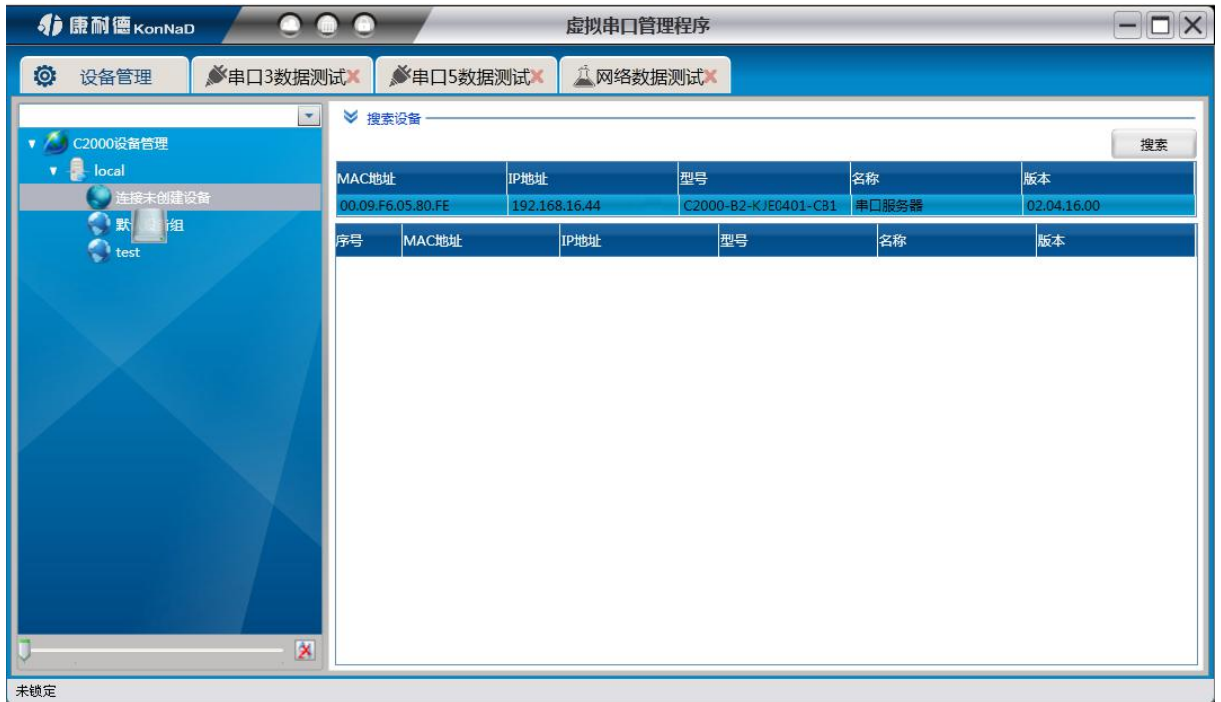 康耐德 KonNaD
虚拟串口管理程序
设备管理
串口3数据测试
串口5数据测试
网络数据测试
C2000设备管理
local
连接未创建设备
默 组
test
搜素设备
搜素
MAC地址 IP地址 型号 名称 版本
00.09.F6.05.80.FE 192.168.16.44 C2000-B2-KJE0401-CB1 串口服务器 02.04.16.00
序号 MAC地址 IP地址 型号 名称 版本
未锁定